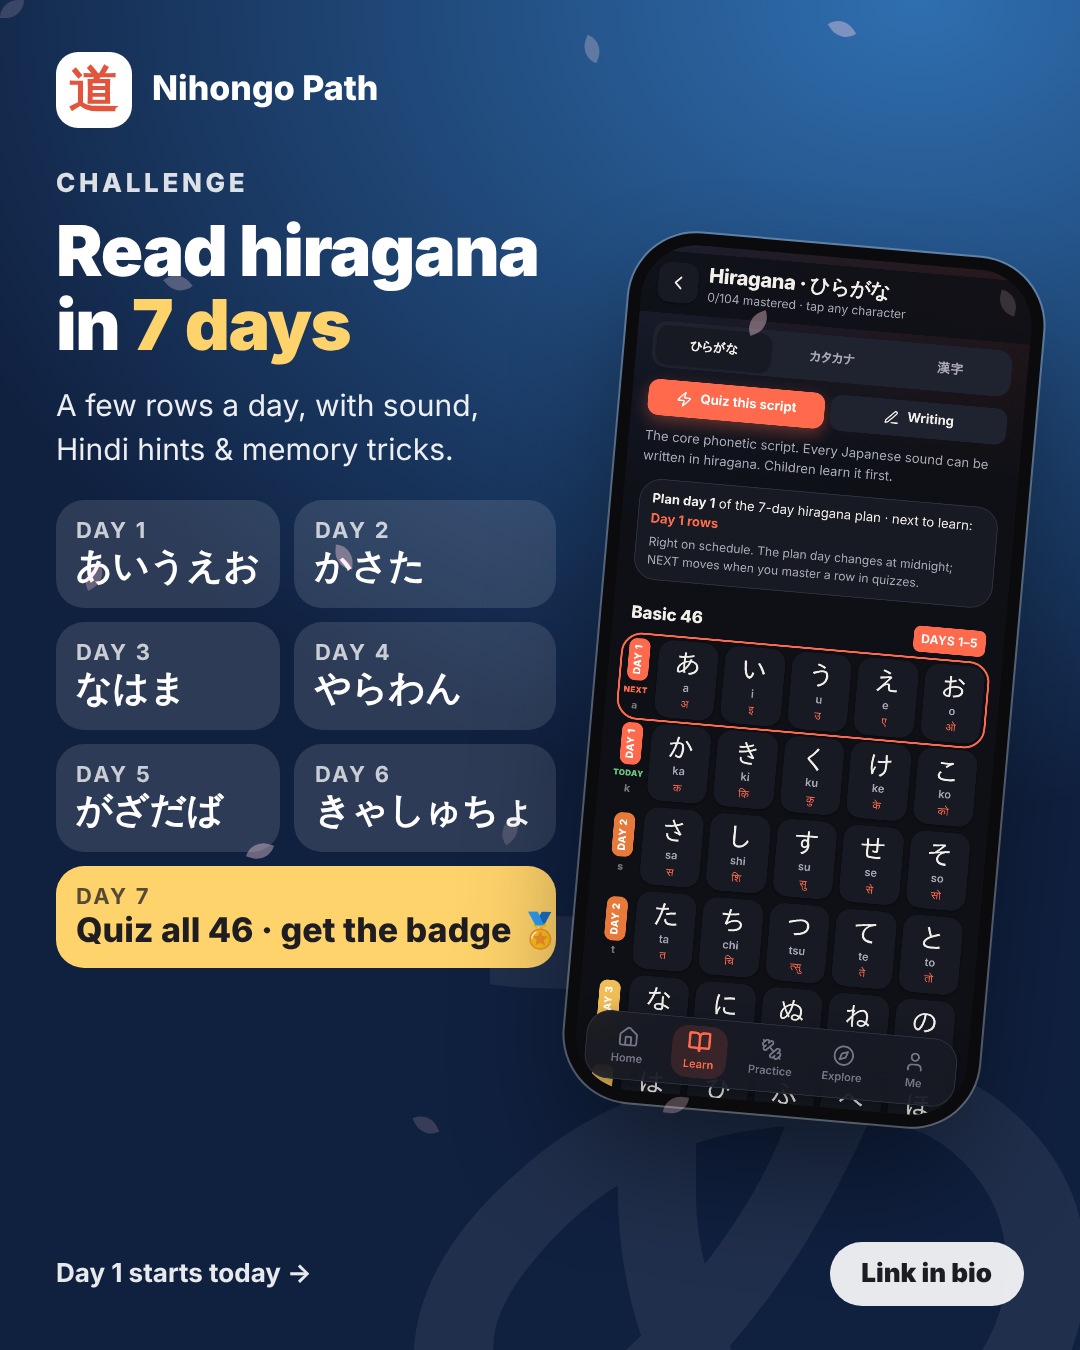 道 Nihongo Path
CHALLENGE
Read hiragana
in 7 days
A few rows a day, with sound,
Hindi hints & memory tricks.
DAY 1
あいうえお
DAY 2
かさた
DAY 3
なはま
DAY 4
やらわん
DAY 5
がざだば
DAY 6
きゃしゅちょ
DAY 7
Quiz all 46 · get the badge 🏅
Hiragana · ひらがな
0/104 mastered · tap any character
ひらがな カタカナ 漢字
Quiz this script Writing
The core phonetic script. Every Japanese sound can be
written in hiragana. Children learn it first.
Plan day 1 of the 7-day hiragana plan · next to learn:
Day 1 rows
Right on schedule. The plan day changes at midnight;
NEXT moves when you master a row in quizzes.
Basic 46 DAYS 1–5
DAY 1 NEXT a
あ い う え お
a i u e o
अ इ उ ए ओ
DAY 1 TODAY k
か き く け こ
ka ki ku ke ko
क कि कु के को
DAY 2 s
さ し す せ そ
sa shi su se so
स शि सु से सो
DAY 2 t
た ち つ て と
ta chi tsu te to
त चि त्सु ते तो
DAY 3
な に ぬ ね の
Home Learn Practice Explore Me
は ひ ふ へ ほ
Day 1 starts today →
Link in bio